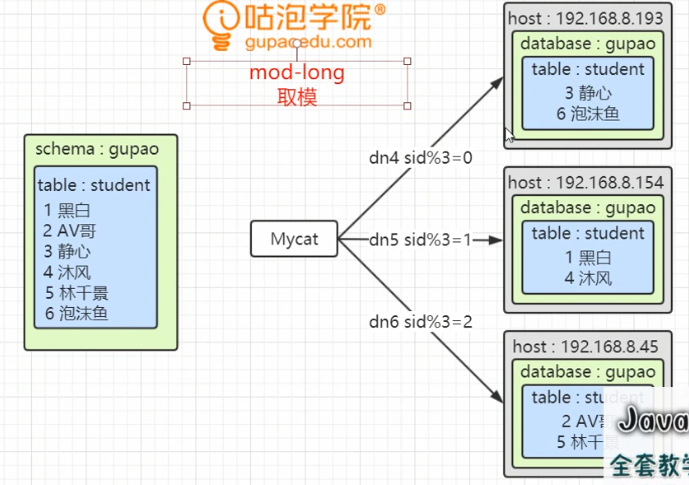 咕泡学院®
gupaoedu.com
mod-long
取模
schema : gupao
table : student
1 黑白
2 AV哥
3 静心
4 沐风
5 林千景
6 泡沫鱼
Mycat
dn4 sid%3=0
dn5 sid%3=1
dn6 sid%3=2
host : 192.168.8.193
database : gupao
table : student
3 静心
6 泡沫鱼
host : 192.168.8.154
database : gupao
table : student
1 黑白
4 沐风
host : 192.168.8.45
database : gupao
table : student
2 AV哥
5 林千景
Java
全套教学